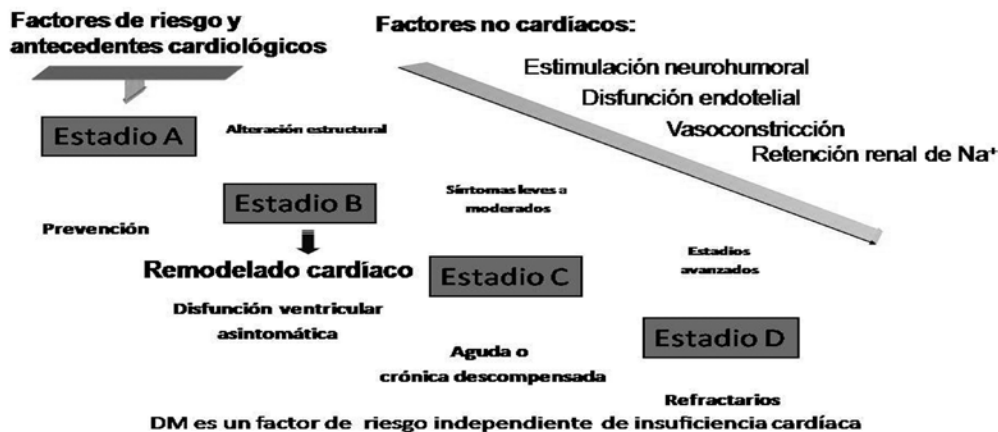 Factores de riesgo y
antecedentes cardiológicos
Factores no cardíacos:
Estimulación neurohumoral
Disfunción endotelial
Vasoconstricción
Retención renal de Na⁺
Estadio A
Alteración estructural
Estadio B
Síntomas leves a
moderados
Prevención
Remodelado cardíaco
Estadio C
Estadios
avanzados
Disfunción ventricular
asintomática
Estadio D
Aguda o
crónica descompensada
Refractarios
DM es un factor de riesgo independiente de insuficiencia cardíaca